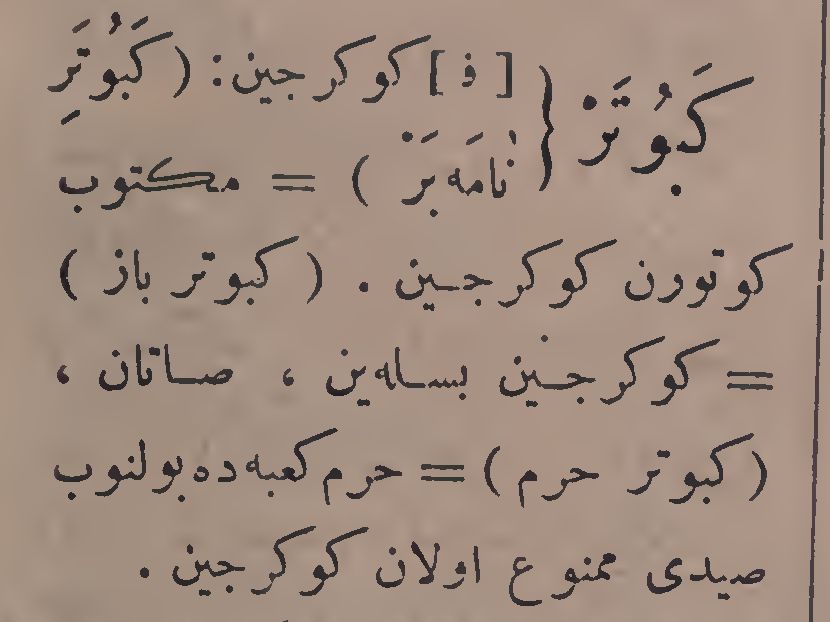 كَبُوتَرْ { [ ف ] كوكرجين: ( كَبُوتَرِ
نَامَه بَرْ ) = مكتوب
كوتورن كوكرجين . ( كبوتر باز )
= كوكرجين بسله‌ين ، صاتان ،
( كبوتر حرم ) = حرم كعبه ده بولنوب
صيدى ممنوع اولان كوكرجين .